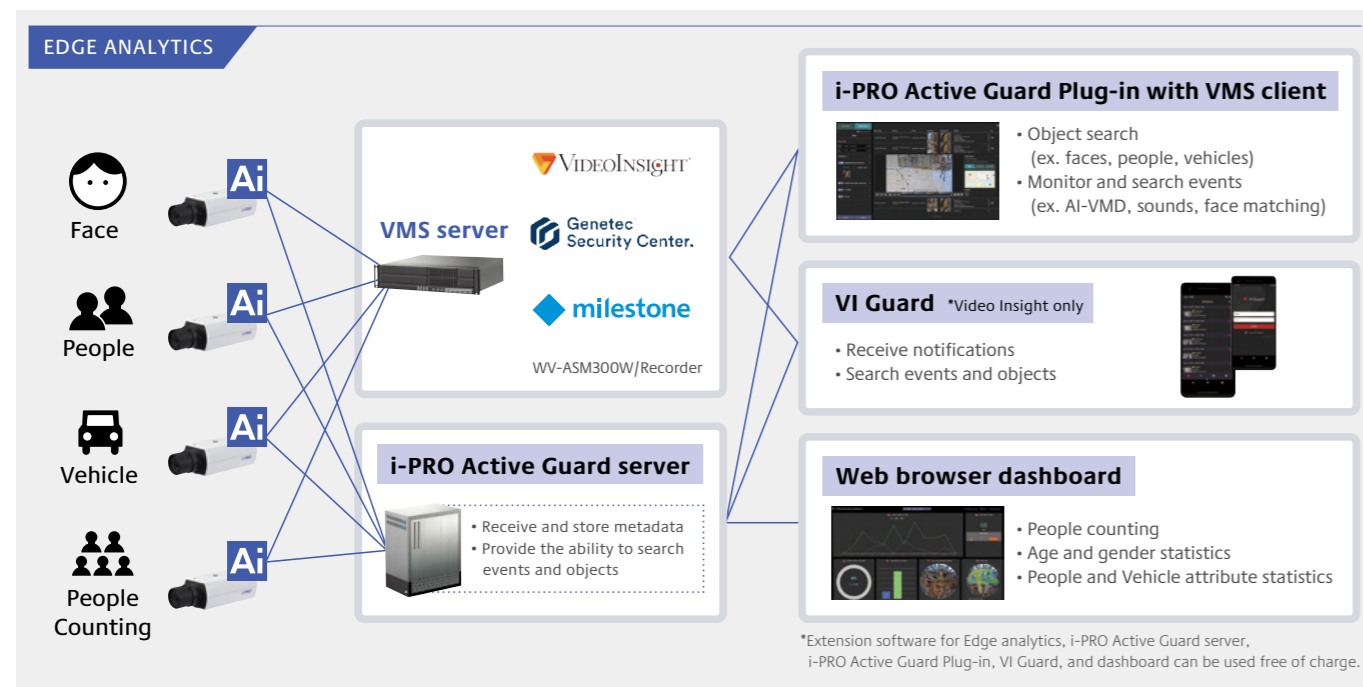 EDGE ANALYTICS
Face
People
Vehicle
People
Counting
Ai
Ai
Ai
Ai
VMS server
VIDEOINSIGHT
Genetec
Security Center.
milestone
WV-ASM300W/Recorder
i-PRO Active Guard server
• Receive and store metadata
• Provide the ability to search
events and objects
i-PRO Active Guard Plug-in with VMS client
• Object search
(ex. faces, people, vehicles)
• Monitor and search events
(ex. AI-VMD, sounds, face matching)
VI Guard *Video Insight only
• Receive notifications
• Search events and objects
VI Guard
Web browser dashboard
• People counting
• Age and gender statistics
• People and Vehicle attribute statistics
*Extension software for Edge analytics, i-PRO Active Guard server,
i-PRO Active Guard Plug-in, VI Guard, and dashboard can be used free of charge.